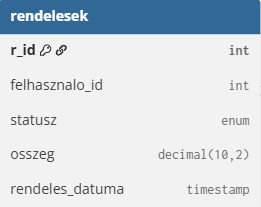 rendelesek
r_id int
felhasznalo_id int
statusz enum
osszeg decimal(10,2)
rendeles_datuma timestamp